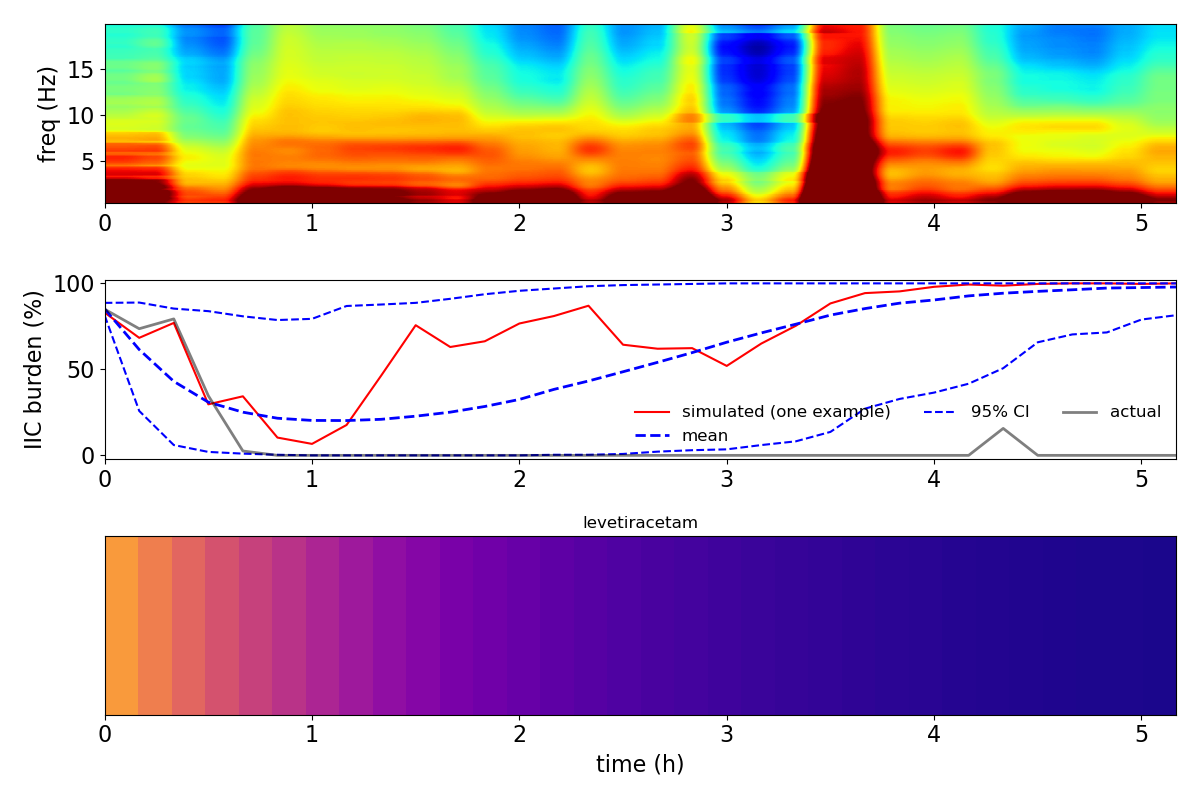 freq (Hz)
15
10
5
0 1 2 3 4 5
IIC burden (%)
100
50
0
simulated (one example) 95% CI actual
mean
0 1 2 3 4 5
levetiracetam
0 1 2 3 4 5
time (h)